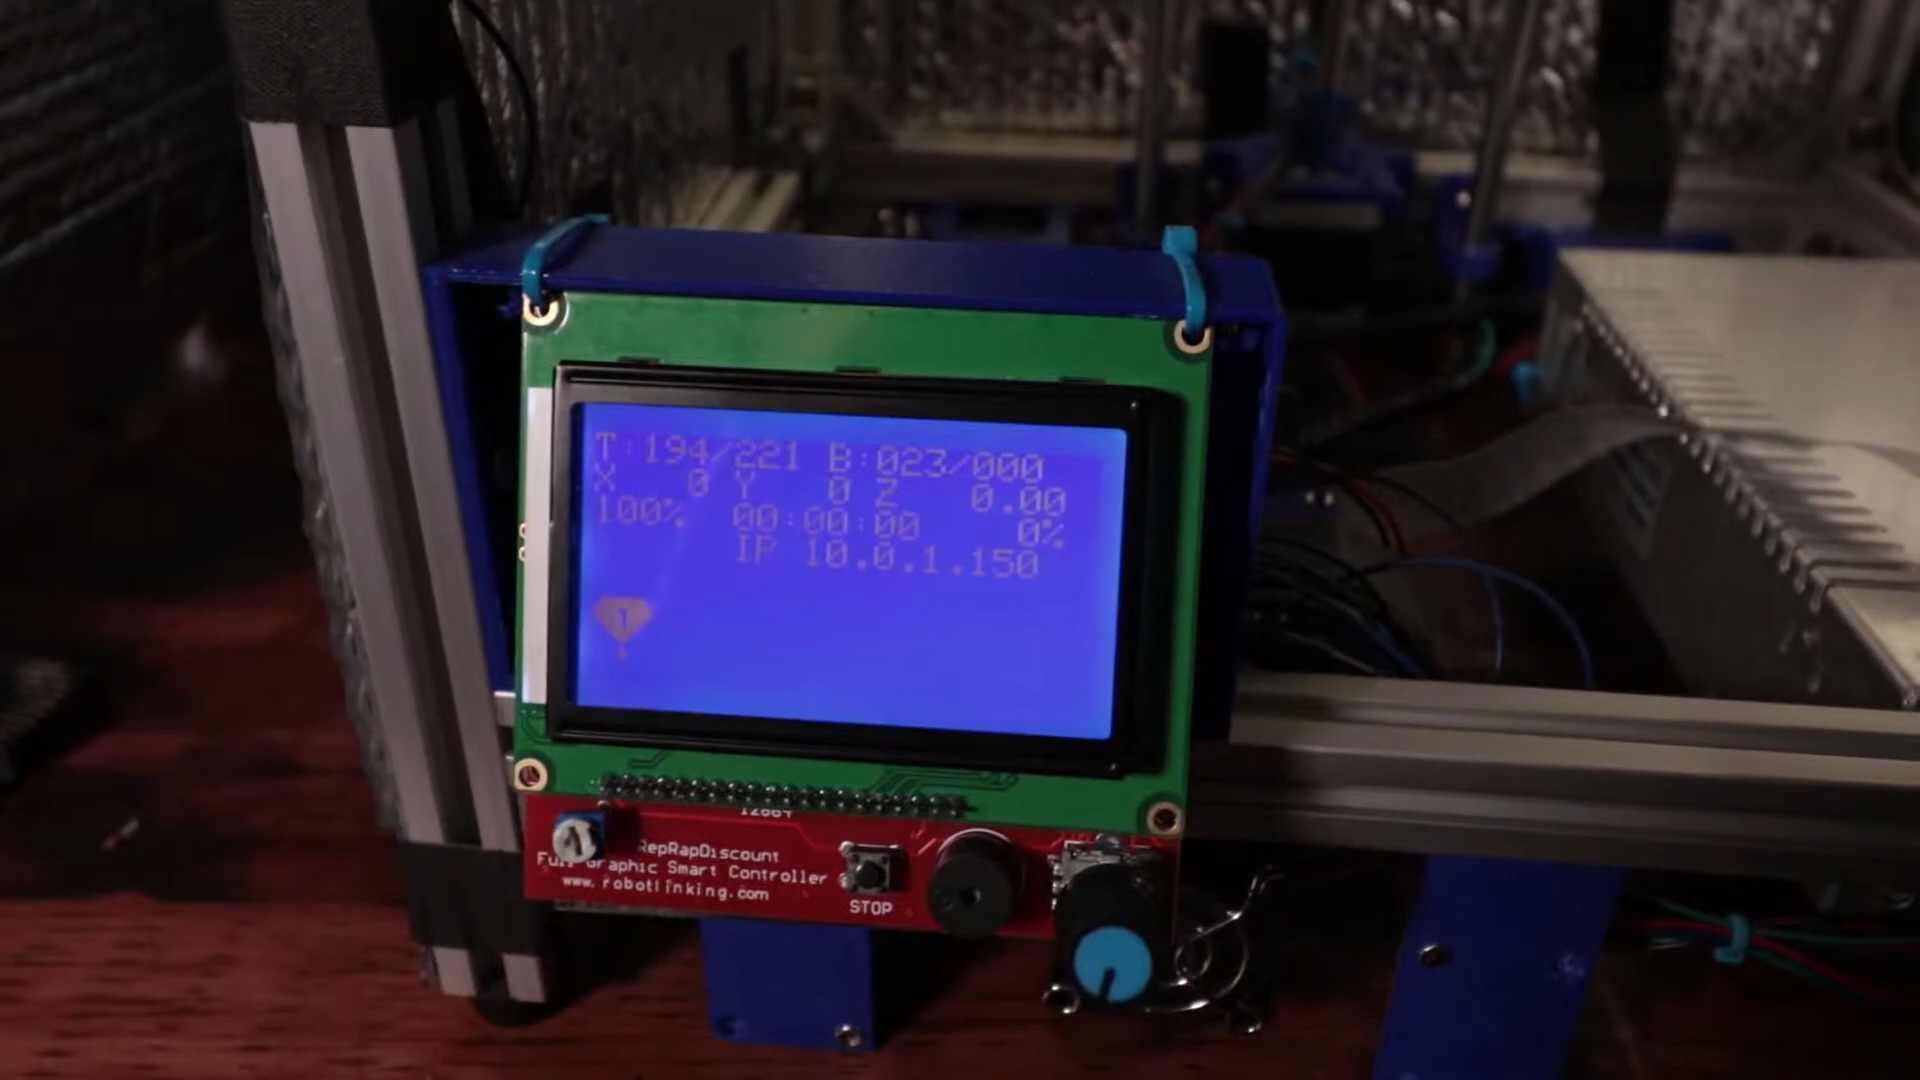 T:194/221 B:023/000
X 0 Y 0 Z 0.00
100% 00:00:00 0%
IP 10.0.1.150
1
12864
RepRapDiscount
Full Graphic Smart Controller
www.robotlinking.com
STOP